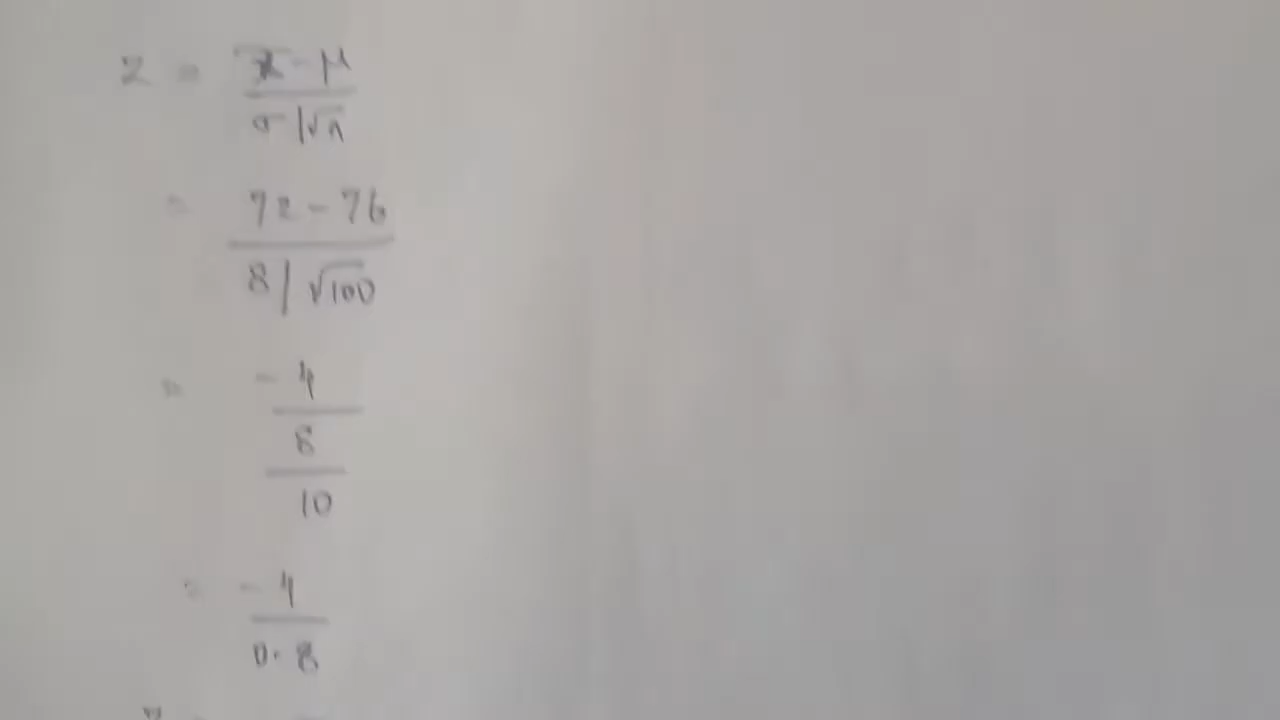 z = x̄ - μ
σ/√n
= 72 - 76
8/√100
= - 4
8
10
= - 4
0.8